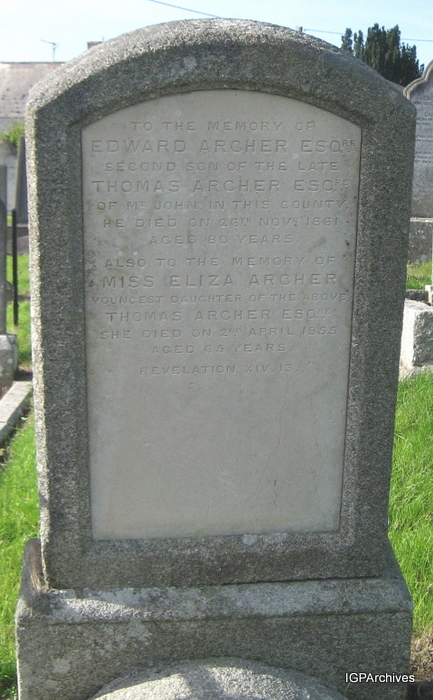 TO THE MEMORY OF
EDWARD ARCHER ESQRE
SECOND SON OF THE LATE
THOMAS ARCHER ESQRE
OF MT JOHN, IN THIS COUNTY
HE DIED ON 26TH NOVR 1861
AGED 80 YEARS
ALSO TO THE MEMORY OF
MISS ELIZA ARCHER
YOUNGEST DAUGHTER OF THE ABOVE
THOMAS ARCHER ESQRE
SHE DIED ON 2ND APRIL 1855
AGED 65 YEARS.
REVELATION XIV. 13.
IGPArchives